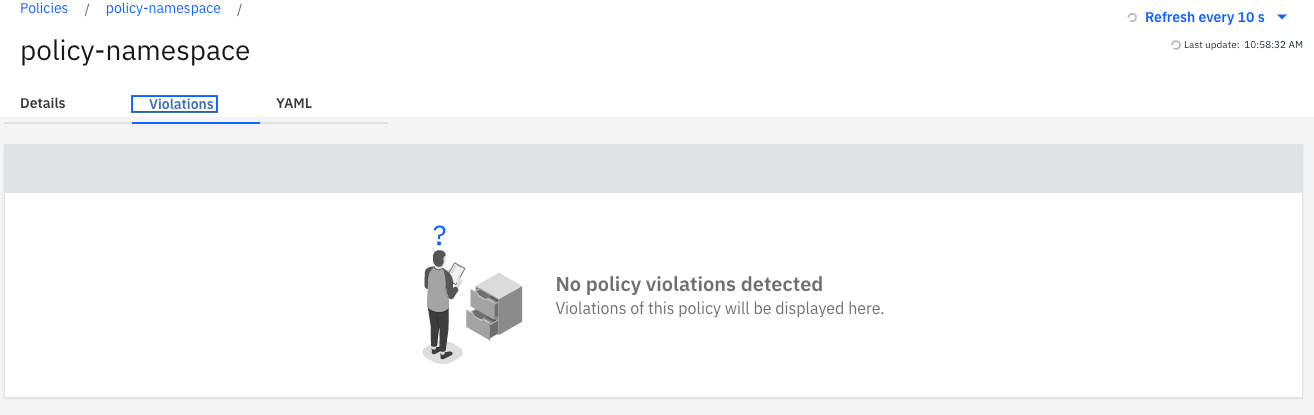 Policies / policy-namespace /
Refresh every 10 s
policy-namespace
Last update: 10:58:32 AM
Details Violations YAML
?
No policy violations detected
Violations of this policy will be displayed here.